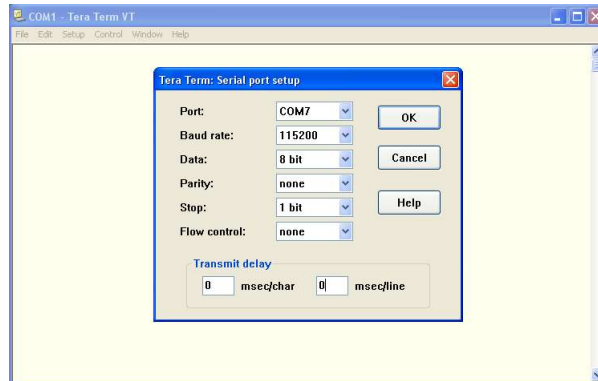 COM1 - Tera Term VT
File Edit Setup Control Window Help
Tera Term: Serial port setup
Port: COM7 OK
Baud rate: 115200
Data: 8 bit Cancel
Parity: none
Stop: 1 bit Help
Flow control: none
Transmit delay
0 msec/char 0 msec/line